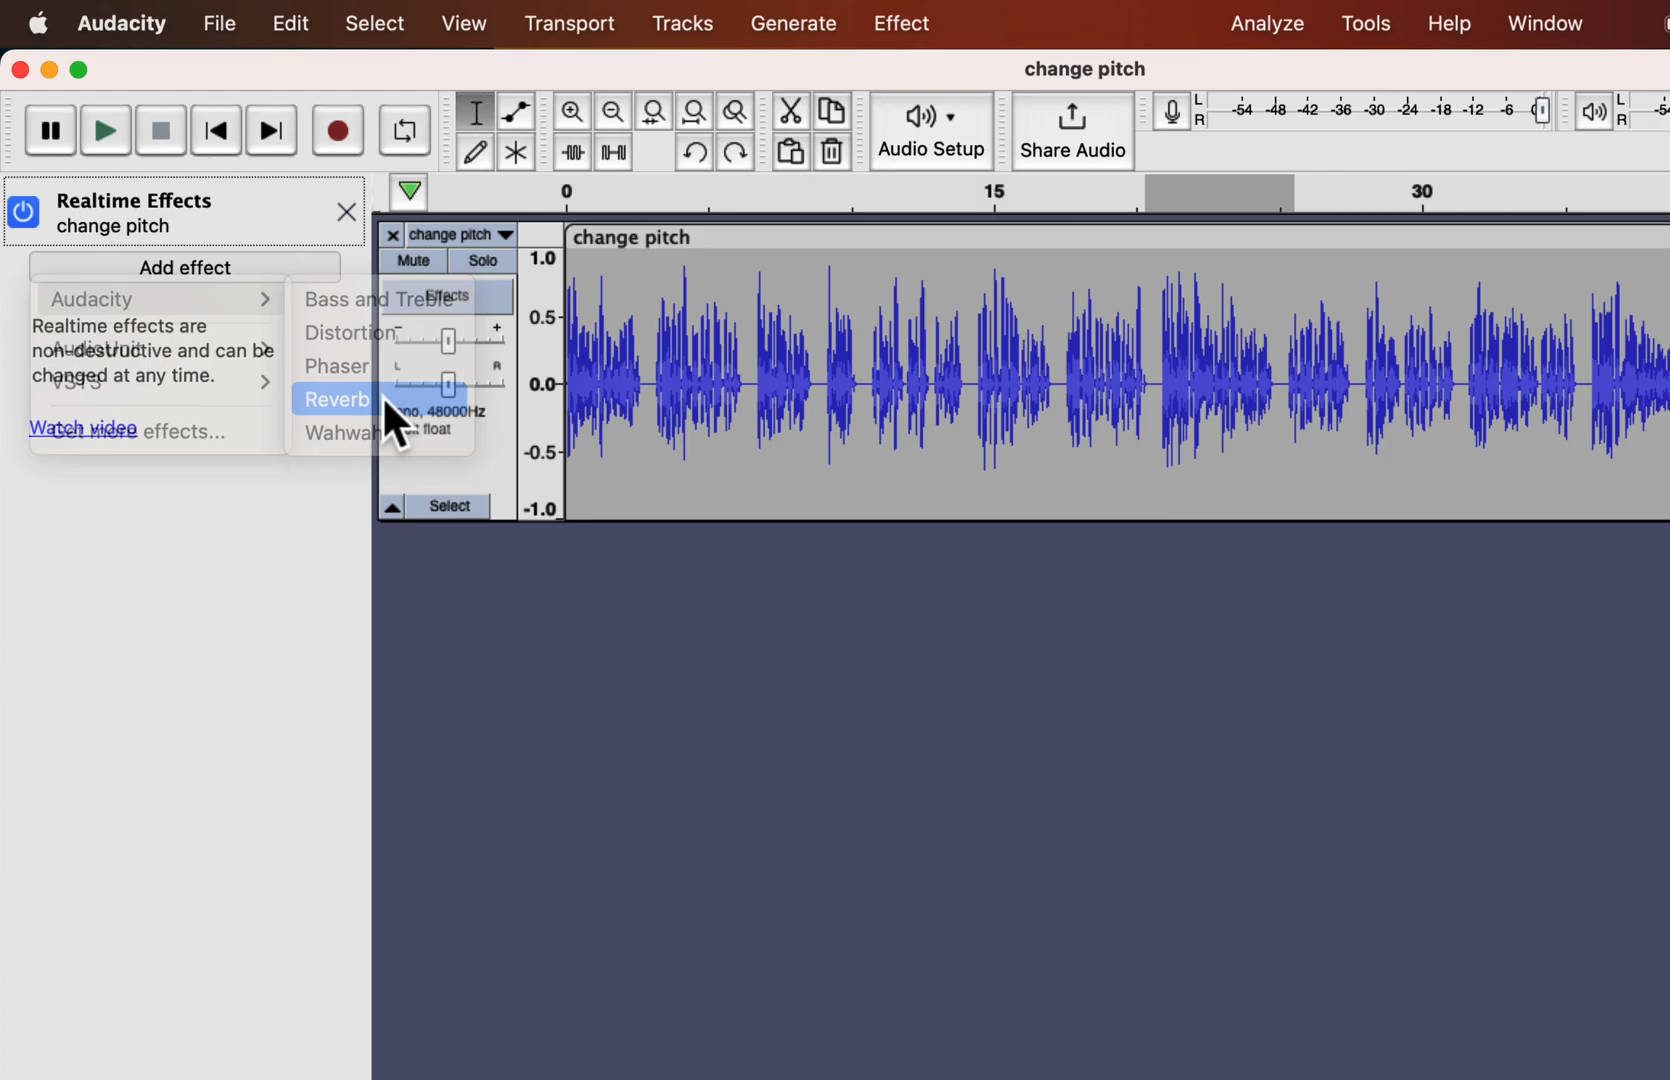 Audacity File Edit Select View Transport Tracks Generate Effect Analyze Tools Help Window
change pitch
Audio Setup
Share Audio
L
R
-54 -48 -42 -36 -30 -24 -18 -12 -6
L
R
Realtime Effects
change pitch
0 15 30
Add effect
Audacity
Realtime effects are
non-destructive and can be
changed at any time.
Watch video
Get more effects...
Bass and Treble
Distortion
Phaser
Reverb
Wahwah
change pitch
Mute Solo
Effects
- +
L R
48000Hz
float
Select
1.0
0.5
0.0
-0.5
-1.0
change pitch